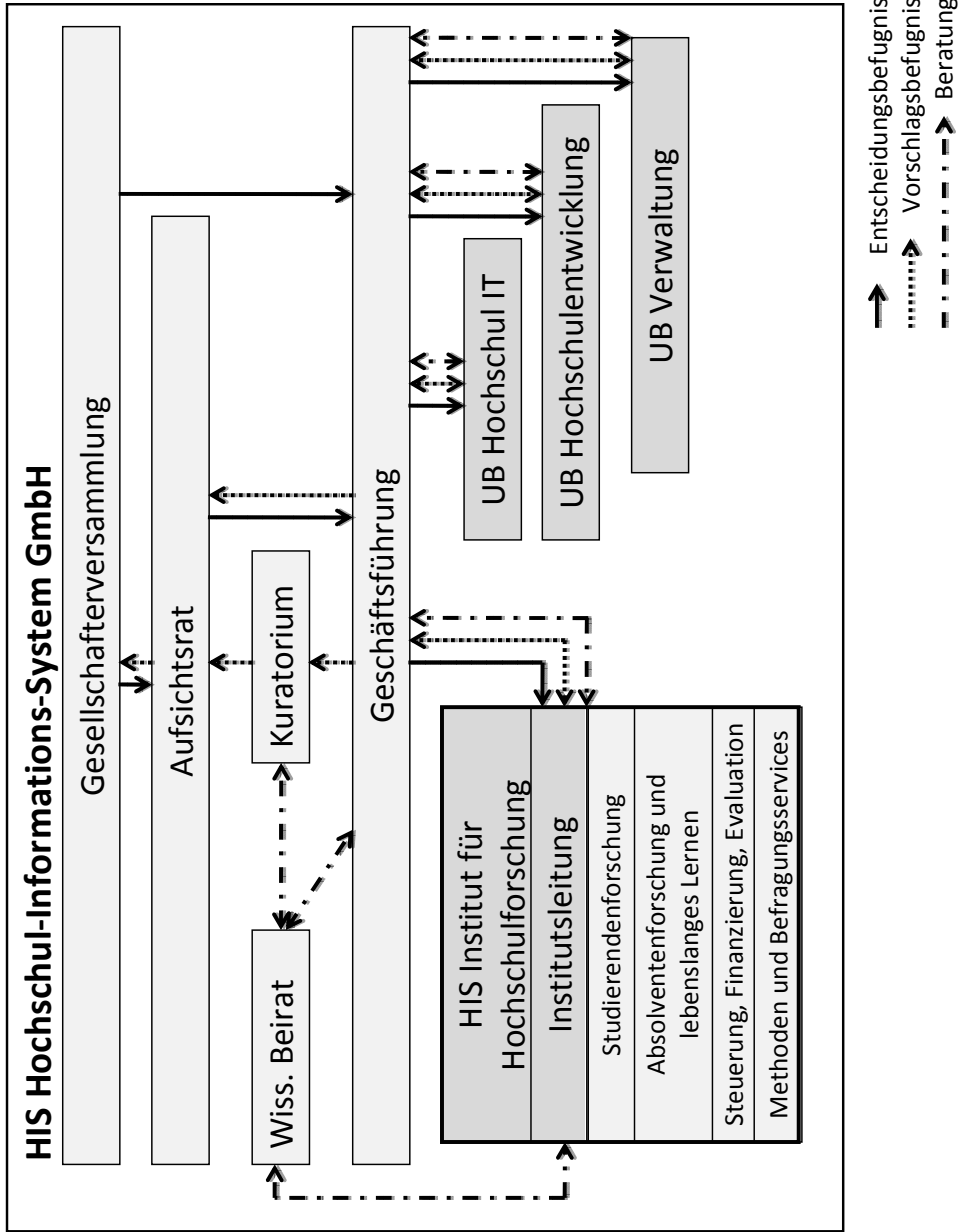 HIS Hochschul-Informations-System GmbH
Gesellschafterversammlung
Aufsichtsrat
Wiss. Beirat
Kuratorium
Geschäftsführung
HIS Institut für
Hochschulforschung
Institutsleitung
Studierendenforschung
Absolventenforschung und
lebenslanges Lernen
Steuerung, Finanzierung, Evaluation
Methoden und Befragungsservices
UB Hochschul IT
UB Hochschulentwicklung
UB Verwaltung
Entscheidungsbefugnis
Vorschlagsbefugnis
Beratung